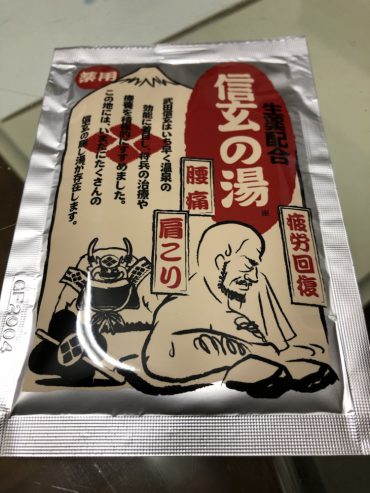 薬用
生薬配合
信玄の湯
※
武田信玄はいち早く温泉の
効能に着目し、将兵の治療や
療養を積極的にすすめました。
この地には、いまだにたくさんの
信玄の隠し湯が存在します。
腰痛
肩こり
疲労回復
GF2004